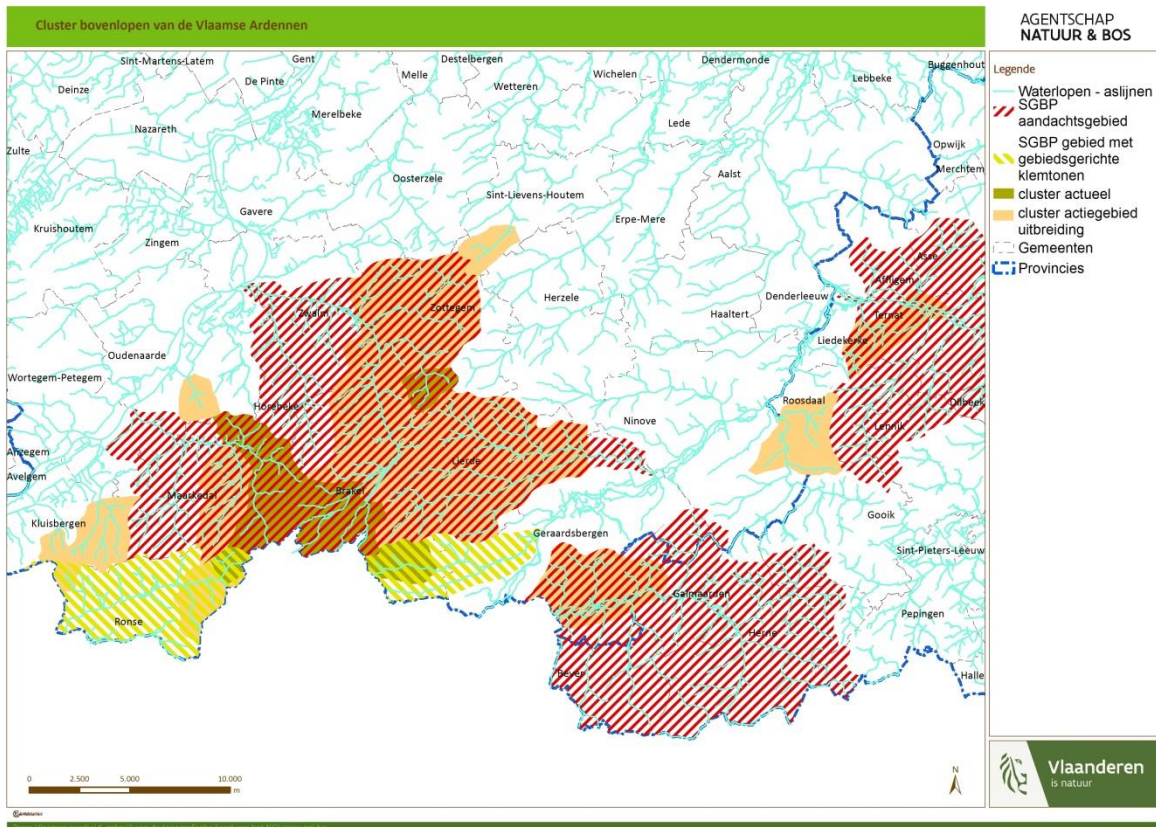 Cluster bovenlopen van de Vlaamse Ardennen
AGENTSCHAP
NATUUR & BOS
Legende
Waterlopen - aslijnen
SGBP
aandachtsgebied
SGBP gebied met
gebiedsgerichte
klemtonen
cluster actueel
cluster actiegebied
uitbreiding
Gemeenten
Provincies
Sint-Martens-Latem
Gent
Destelbergen
Dendermonde
Buggenhout
Deinze
De Pinte
Melle
Wetteren
Wichelen
Lebbeke
Nazareth
Merelbeke
Lede
Zulte
Opwijk
Merchtem
Oosterzele
Aalst
Sint-Lievens-Houtem
Gavere
Erpe-Mere
Kruishoutem
Zingem
Asse
Affligem
Denderleeuw
Herzele
Zottegem
Zwalm
Haaltert
Ternat
Liedekerke
Oudenaarde
Wortegem-Petegem
Roosdaal
Dilbeek
Horebeke
Ninove
Lennik
Anzegem
Lierde
Avelgem
Maarkedal
Brakel
Kluisbergen
Gooik
Geraardsbergen
Sint-Pieters-Leeuw
Galmaarden
Pepingen
Ronse
Herne
Bever
Halle
0 2.500 5.000 10.000
m
N
Vlaanderen
is natuur